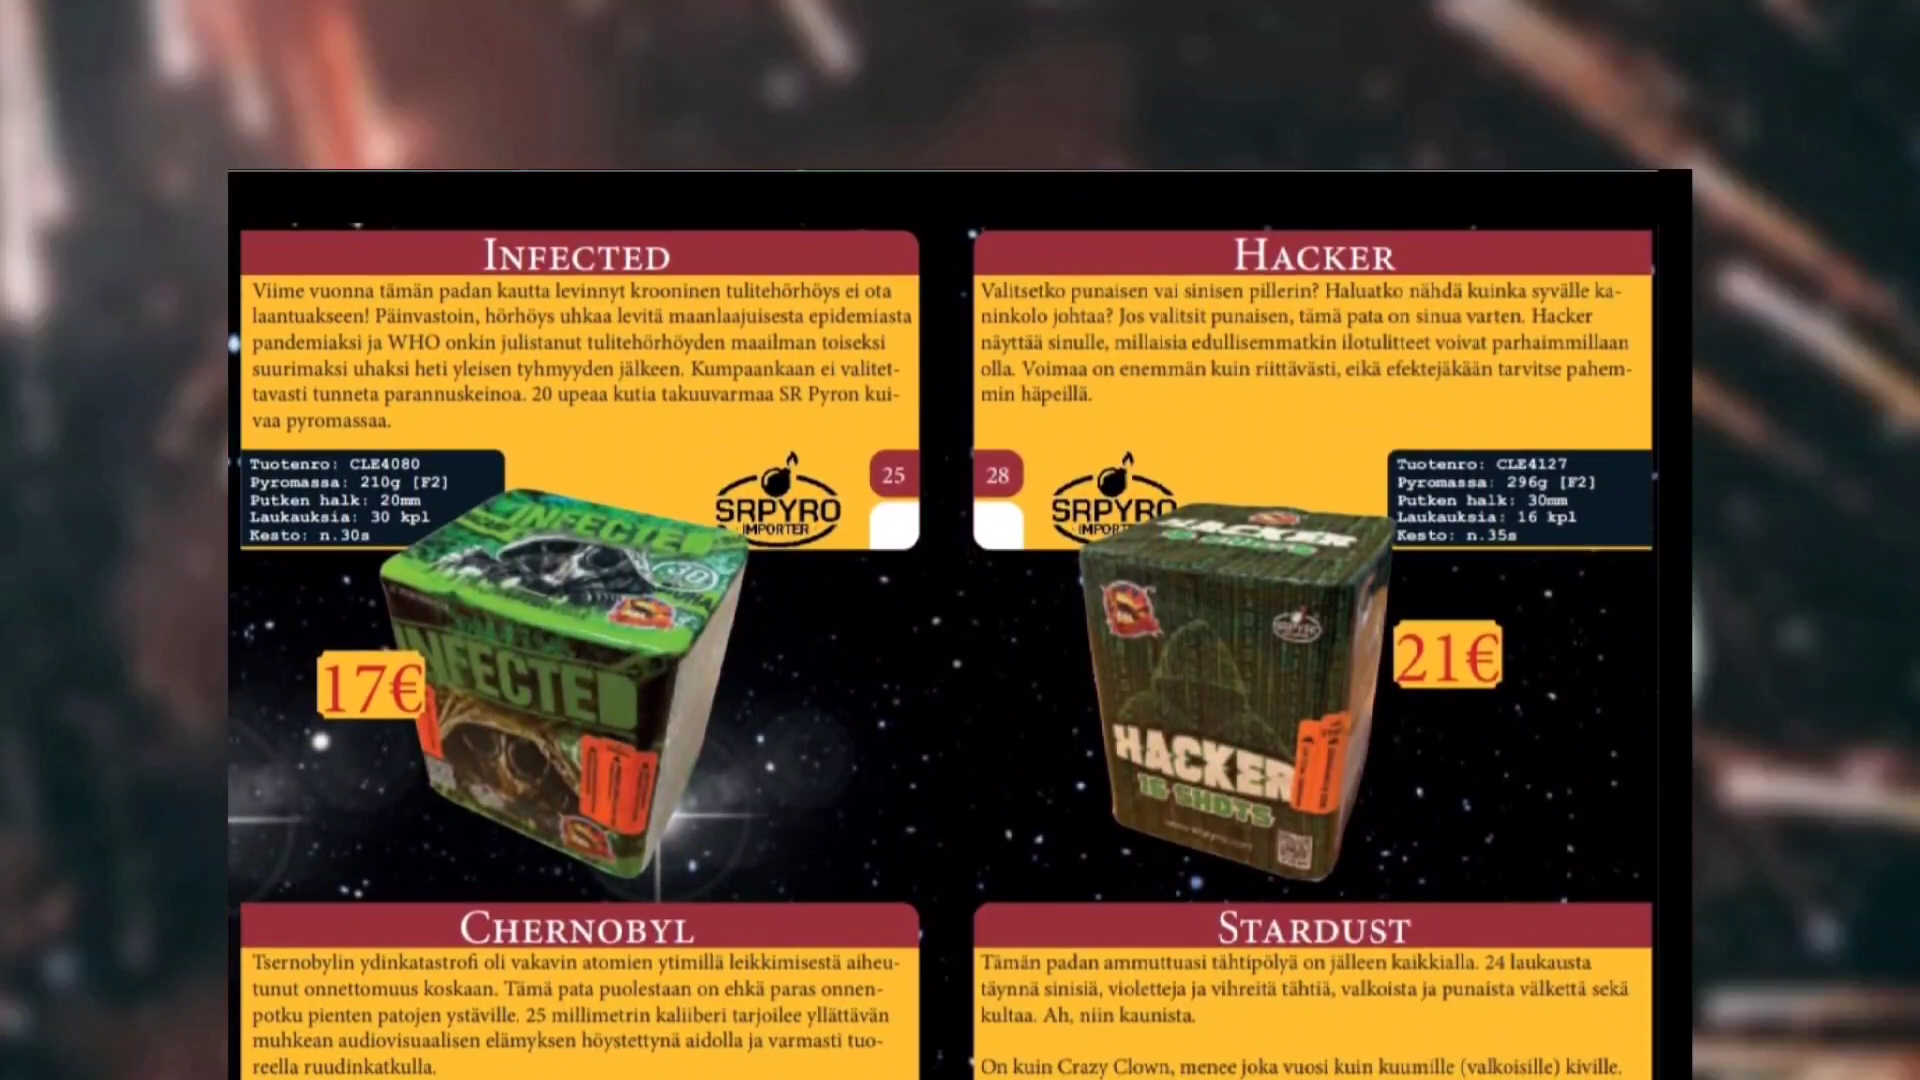 INFECTED
Viime vuonna tämän padan kautta levinnyt krooninen tulitehörhöys ei ota
laantuakseen! Päinvastoin, hörhöys uhkaa levitä maanlaajuisesta epidemiasta
pandemiaksi ja WHO onkin julistanut tulitehörhöyden maailman toiseksi
suurimaksi uhaksi heti yleisen tyhmyyden jälkeen. Kumpaankaan ei valitet-
tavasti tunneta parannuskeinoa. 20 upeaa kutia takuuvarmaa SR Pyron kui-
vaa pyromassaa.
Tuotenro: CLE4080
Pyromassa: 210g [F2]
Putken halk: 20mm
Laukauksia: 30 kpl
Kesto: n.30s
SRPYRO
IMPORTER
25
INFECTED
30
INFECTED
17€
HACKER
Valitsetko punaisen vai sinisen pillerin? Haluatko nähdä kuinka syvälle ka-
ninkolo johtaa? Jos valitsit punaisen, tämä pata on sinua varten. Hacker
näyttää sinulle, millaisia edullisemmatkin ilotulitteet voivat parhaimmillaan
olla. Voimaa on enemmän kuin riittävästi, eikä efektejäkään tarvitse pahem-
min häpeillä.
28
SRPYRO
Tuotenro: CLE4127
Pyromassa: 296g [F2]
Putken halk: 30mm
Laukauksia: 16 kpl
Kesto: n.35s
HACKER
SRPYRO
HACKER
16 SHOTS
21€
CHERNOBYL
Tsernobylin ydinkatastrofi oli vakavin atomien ytimillä leikkimisestä aiheu-
tunut onnettomuus koskaan. Tämä pata puolestaan on ehkä paras onnen-
potku pienten patojen ystäville. 25 millimetrin kaliiberi tarjoilee yllättävän
muhkean audiovisuaalisen elämyksen höystettynä aidolla ja varmasti tuo-
reella ruudinkatkulla.
STARDUST
Tämän padan ammuttuasi tähtipölyä on jälleen kaikkialla. 24 laukausta
täynnä sinisiä, violetteja ja vihreitä tähtiä, valkoista ja punaista välkettä sekä
kultaa. Ah, niin kaunista.
On kuin Crazy Clown, menee joka vuosi kuin kuumille (valkoisille) kiville.